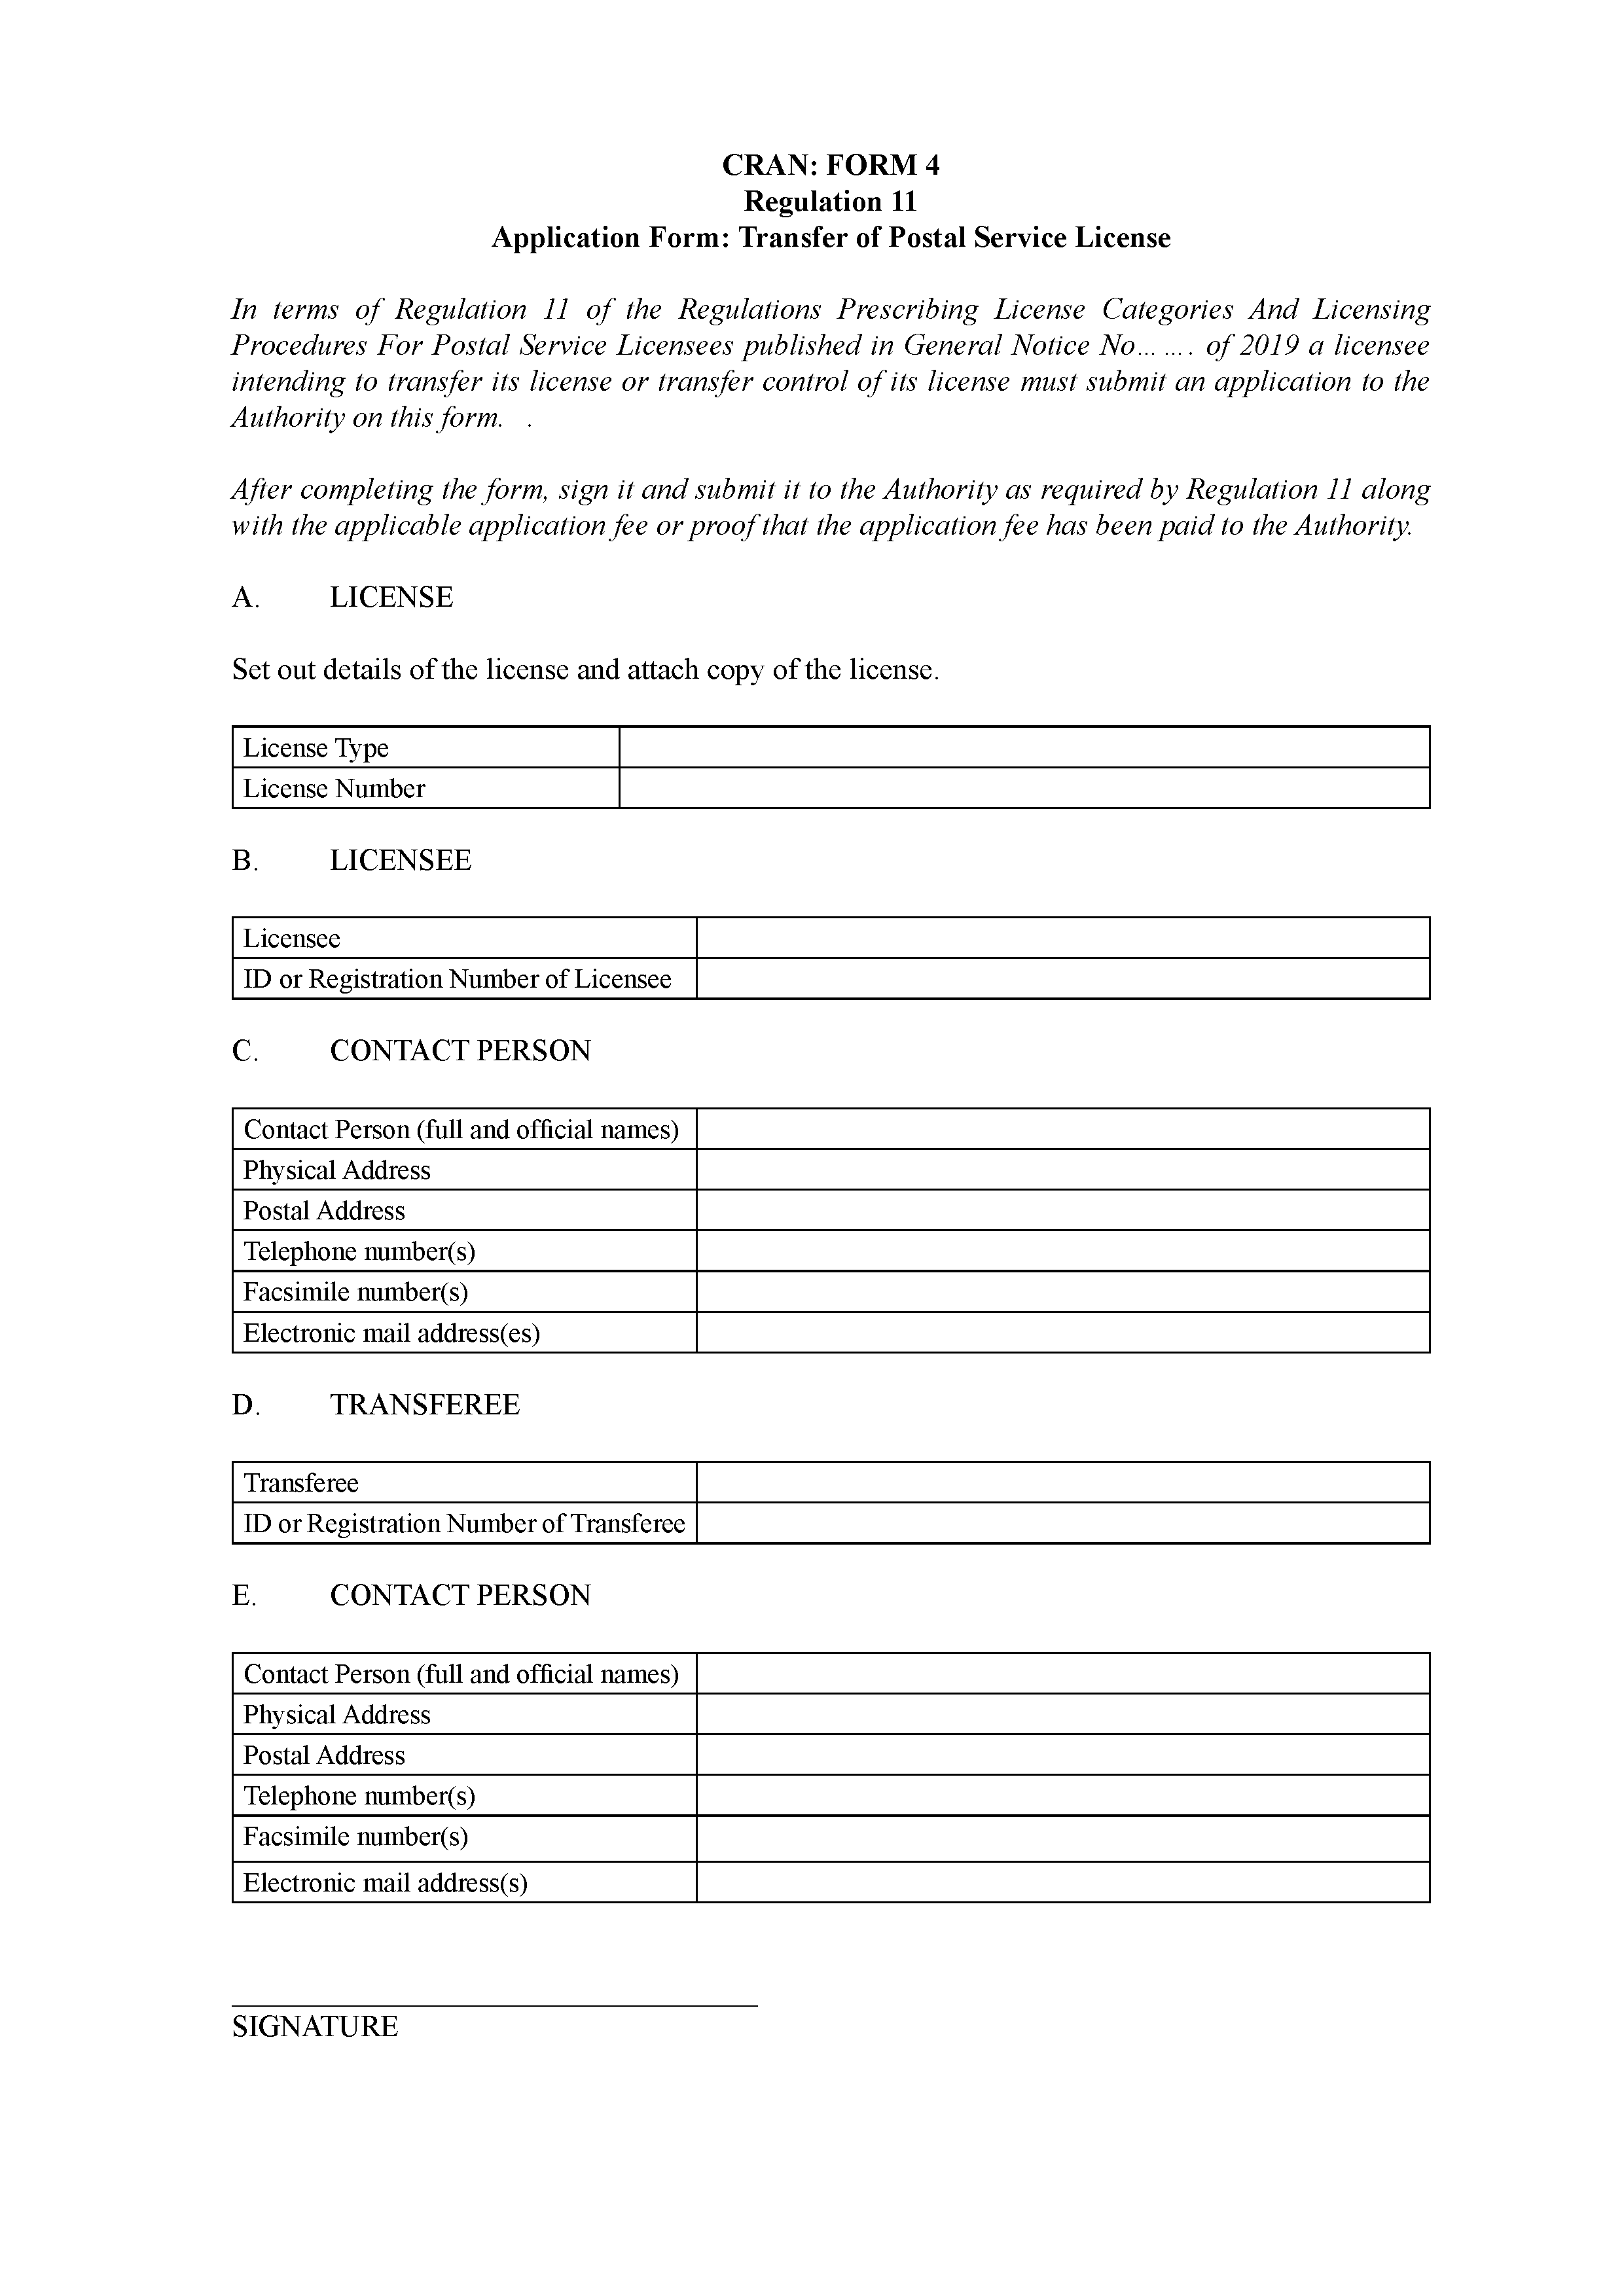 CRAN: FORM 4
Regulation 11
Application Form: Transfer of Postal Service License
In terms of Regulation 11 of the Regulations Prescribing License Categories And Licensing
Procedures For Postal Service Licensees published in General Notice No… … . of 2019 a licensee
intending to transfer its license or transfer control of its license must submit an application to the
Authority on this form. .
After completing the form, sign it and submit it to the Authority as required by Regulation 11 along
with the applicable application fee or proof that the application fee has been paid to the Authority.
A. LICENSE
Set out details of the license and attach copy of the license.
License Type
License Number
B. LICENSEE
Licensee
ID or Registration Number of Licensee
C. CONTACT PERSON
Contact Person (full and official names)
Physical Address
Postal Address
Telephone number(s)
Facsimile number(s)
Electronic mail address(es)
D. TRANSFEREE
Transferee
ID or Registration Number of Transferee
E. CONTACT PERSON
Contact Person (full and official names)
Physical Address
Postal Address
Telephone number(s)
Facsimile number(s)
Electronic mail address(s)
SIGNATURE